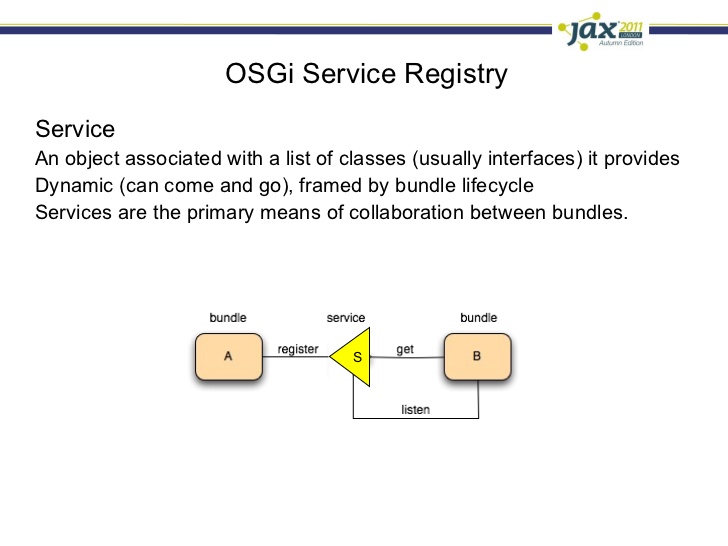 jax 2011
LONDON
Autumn Edition
OSGi Service Registry
Service
An object associated with a list of classes (usually interfaces) it provides
Dynamic (can come and go), framed by bundle lifecycle
Services are the primary means of collaboration between bundles.
bundle service bundle
A register S get B
listen